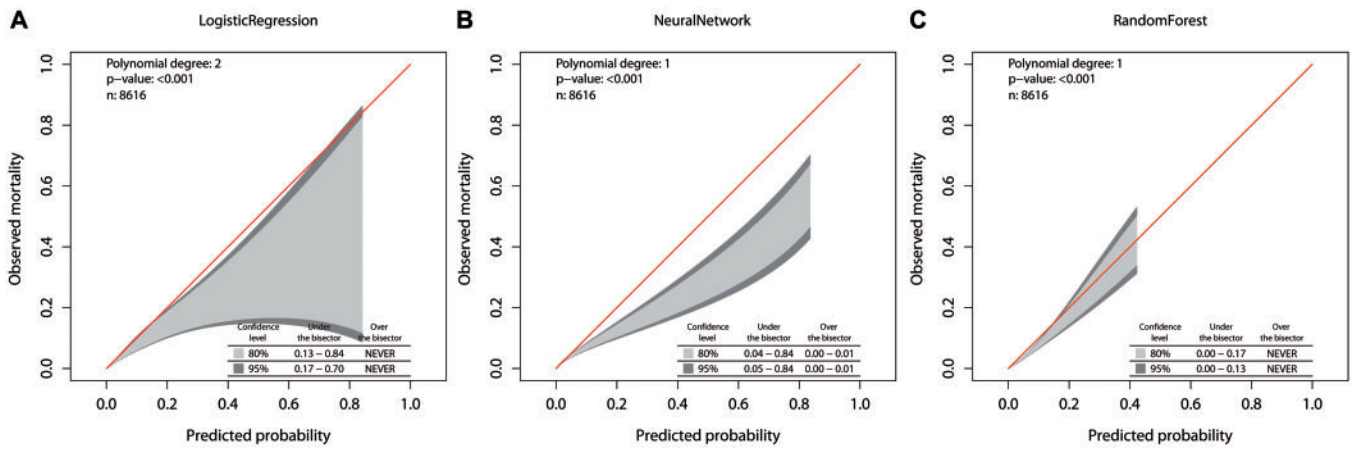 A
LogisticRegression
Polynomial degree: 2
p-value: <0.001
n: 8616
Observed mortality
1.0
0.8
0.6
0.4
0.2
0.0
Confidence level Under the bisector Over the bisector
80% 0.13 – 0.84 NEVER
95% 0.17 – 0.70 NEVER
0.0 0.2 0.4 0.6 0.8 1.0
Predicted probability
B
NeuralNetwork
Polynomial degree: 1
p-value: <0.001
n: 8616
Observed mortality
1.0
0.8
0.6
0.4
0.2
0.0
Confidence level Under the bisector Over the bisector
80% 0.04 – 0.84 0.00 – 0.01
95% 0.05 – 0.84 0.00 – 0.01
0.0 0.2 0.4 0.6 0.8 1.0
Predicted probability
C
RandomForest
Polynomial degree: 1
p-value: <0.001
n: 8616
Observed mortality
1.0
0.8
0.6
0.4
0.2
0.0
Confidence level Under the bisector Over the bisector
80% 0.00 – 0.17 NEVER
95% 0.00 – 0.13 NEVER
0.0 0.2 0.4 0.6 0.8 1.0
Predicted probability